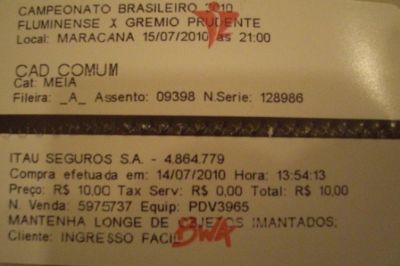 CAMPEONATO BRASILEIRO 2010
FLUMINENSE X GREMIO PRUDENTE
Local: MARACANA 15/07/2010 as 21:00
CAD COMUM
Cat: MEIA
Fileira: _A_ Assento: 09398 N.Serie: 128986
ITAU SEGUROS S.A. - 4.864.779
Compra efetuada em: 14/07/2010 Hora: 13:54:13
Preço: R$ 10,00 Tax Serv: R$ 0,00 Total: R$ 10,00
N. Venda: 5975737 Equip: PDV3965
MANTENHA LONGE DE OBJETOS IMANTADOS;
Cliente: INGRESSO FACIL
BWA